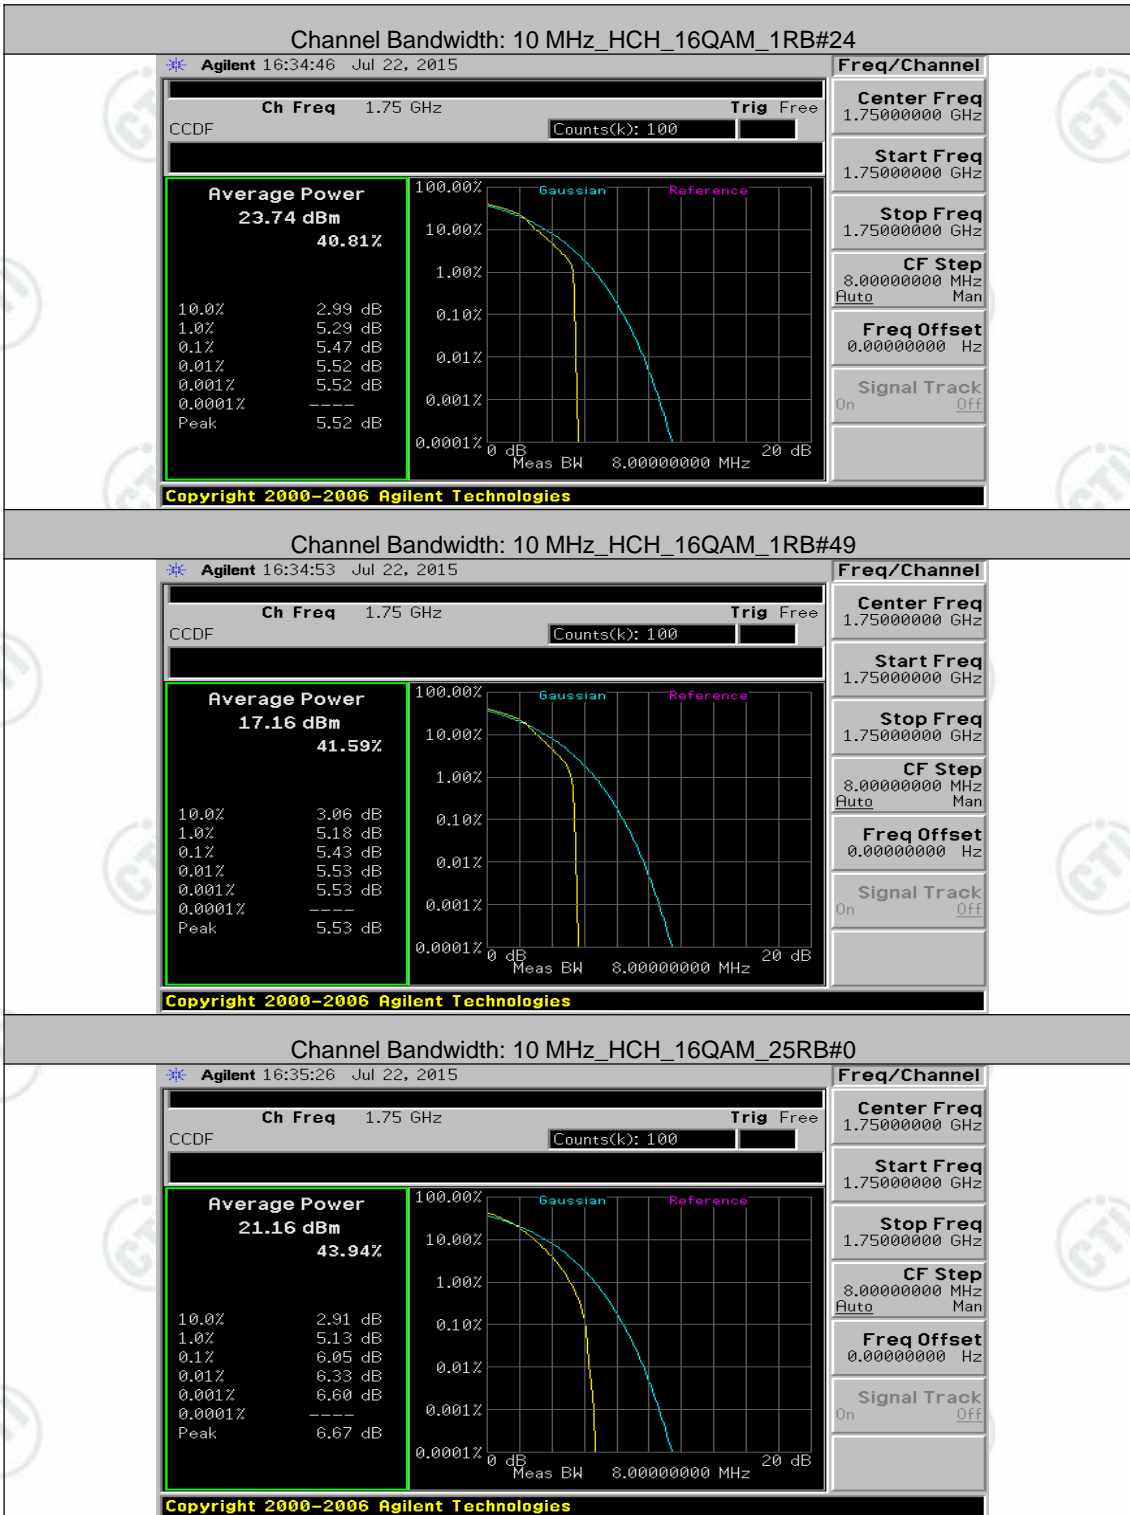 Channel Bandwidth: 10 MHz_HCH_16QAM_1RB#24
Agilent 16:34:46 Jul 22, 2015
Freq/Channel
Ch Freq 1.75 GHz Trig Free
CCDF Counts(k): 100
Center Freq
1.75000000 GHz
Start Freq
1.75000000 GHz
Stop Freq
1.75000000 GHz
CF Step
8.00000000 MHz
Auto Man
Freq Offset
0.00000000 Hz
Signal Track
On Off
Average Power
23.74 dBm
40.81%
10.0% 2.99 dB
1.0% 5.29 dB
0.1% 5.47 dB
0.01% 5.52 dB
0.001% 5.52 dB
0.0001% ----
Peak 5.52 dB
Gaussian Reference
100.00%
10.00%
1.00%
0.10%
0.01%
0.001%
0.0001%
0 dB 20 dB
Meas BW 8.00000000 MHz
Copyright 2000-2006 Agilent Technologies
Channel Bandwidth: 10 MHz_HCH_16QAM_1RB#49
Agilent 16:34:53 Jul 22, 2015
Freq/Channel
Ch Freq 1.75 GHz Trig Free
CCDF Counts(k): 100
Center Freq
1.75000000 GHz
Start Freq
1.75000000 GHz
Stop Freq
1.75000000 GHz
CF Step
8.00000000 MHz
Auto Man
Freq Offset
0.00000000 Hz
Signal Track
On Off
Average Power
17.16 dBm
41.59%
10.0% 3.06 dB
1.0% 5.18 dB
0.1% 5.43 dB
0.01% 5.53 dB
0.001% 5.53 dB
0.0001% ----
Peak 5.53 dB
Gaussian Reference
100.00%
10.00%
1.00%
0.10%
0.01%
0.001%
0.0001%
0 dB 20 dB
Meas BW 8.00000000 MHz
Copyright 2000-2006 Agilent Technologies
Channel Bandwidth: 10 MHz_HCH_16QAM_25RB#0
Agilent 16:35:26 Jul 22, 2015
Freq/Channel
Ch Freq 1.75 GHz Trig Free
CCDF Counts(k): 100
Center Freq
1.75000000 GHz
Start Freq
1.75000000 GHz
Stop Freq
1.75000000 GHz
CF Step
8.00000000 MHz
Auto Man
Freq Offset
0.00000000 Hz
Signal Track
On Off
Average Power
21.16 dBm
43.94%
10.0% 2.91 dB
1.0% 5.13 dB
0.1% 6.05 dB
0.01% 6.33 dB
0.001% 6.60 dB
0.0001% ----
Peak 6.67 dB
Gaussian Reference
100.00%
10.00%
1.00%
0.10%
0.01%
0.001%
0.0001%
0 dB 20 dB
Meas BW 8.00000000 MHz
Copyright 2000-2006 Agilent Technologies
CTI
CTI
CTI
CTI
CTI
CTI
CTI
CTI